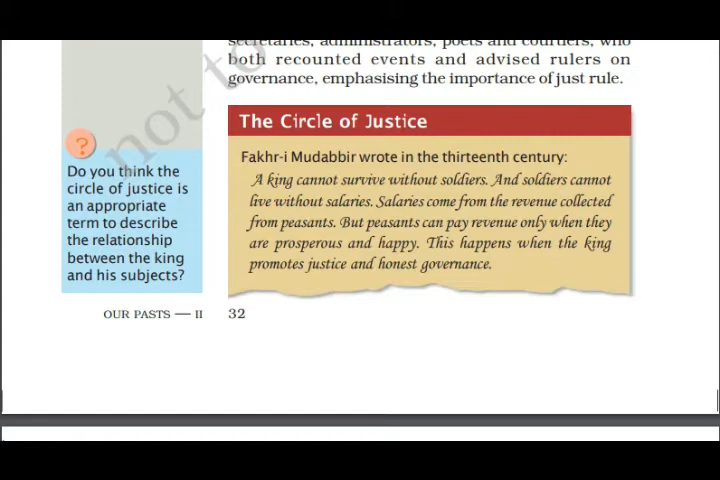 secretaries, administrators, poets and courtiers, who
both recounted events and advised rulers on
governance, emphasising the importance of just rule.
not to
?
Do you think the
circle of justice is
an appropriate
term to describe
the relationship
between the king
and his subjects?
The Circle of Justice
Fakhr-i Mudabbir wrote in the thirteenth century:
A king cannot survive without soldiers. And soldiers cannot
live without salaries. Salaries come from the revenue collected
from peasants. But peasants can pay revenue only when they
are prosperous and happy. This happens when the king
promotes justice and honest governance.
OUR PASTS — II 32